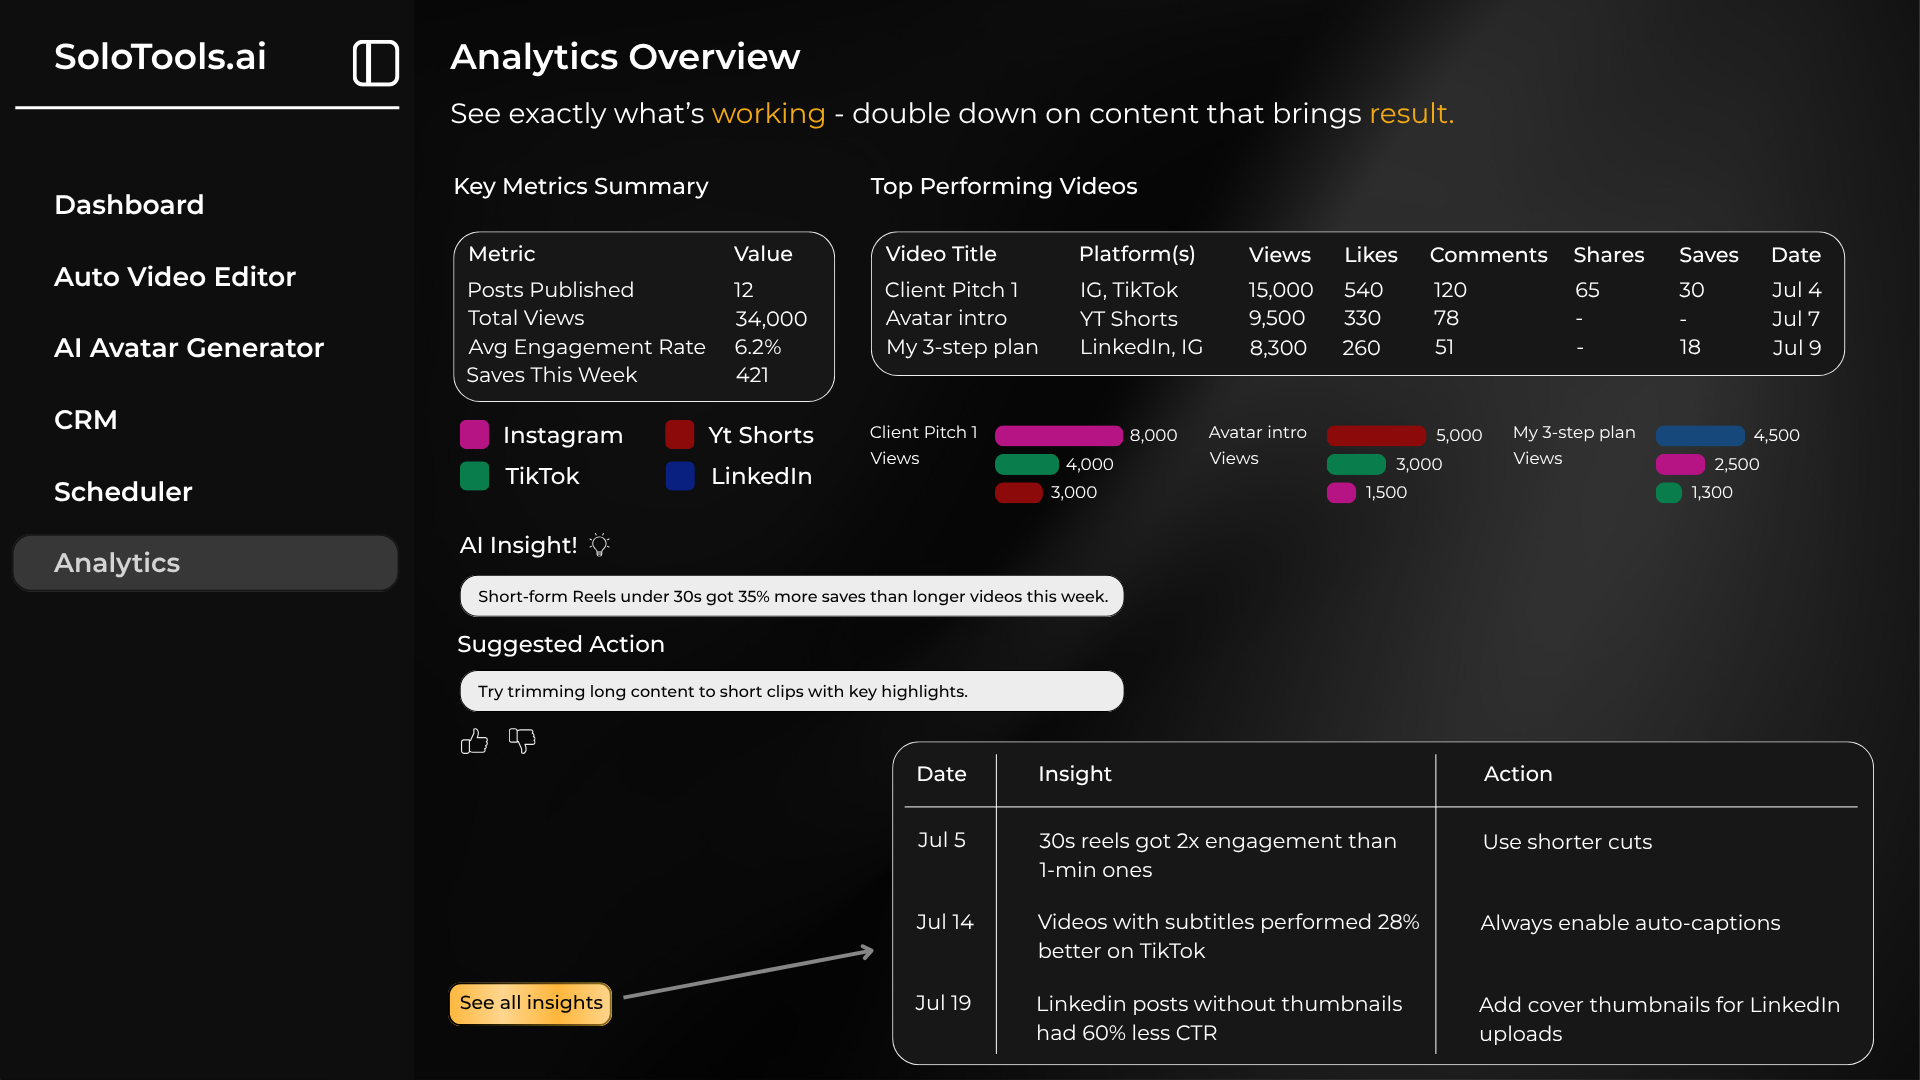 SoloTools.ai
Dashboard
Auto Video Editor
AI Avatar Generator
CRM
Scheduler
Analytics
Analytics Overview
See exactly what's working - double down on content that brings result.
Key Metrics Summary
Metric Value
Posts Published 12
Total Views 34,000
Avg Engagement Rate 6.2%
Saves This Week 421
Top Performing Videos
Video Title Platform(s) Views Likes Comments Shares Saves Date
Client Pitch 1 IG, TikTok 15,000 540 120 65 30 Jul 4
Avatar intro YT Shorts 9,500 330 78 - - Jul 7
My 3-step plan LinkedIn, IG 8,300 260 51 - 18 Jul 9
Instagram Yt Shorts
TikTok LinkedIn
Client Pitch 1
Views
8,000
4,000
3,000
Avatar intro
Views
5,000
3,000
1,500
My 3-step plan
Views
4,500
2,500
1,300
AI Insight!
Short-form Reels under 30s got 35% more saves than longer videos this week.
Suggested Action
Try trimming long content to short clips with key highlights.
See all insights
Date Insight Action
Jul 5 30s reels got 2x engagement than Use shorter cuts
1-min ones
Jul 14 Videos with subtitles performed 28% Always enable auto-captions
better on TikTok
Jul 19 Linkedin posts without thumbnails Add cover thumbnails for LinkedIn
had 60% less CTR uploads